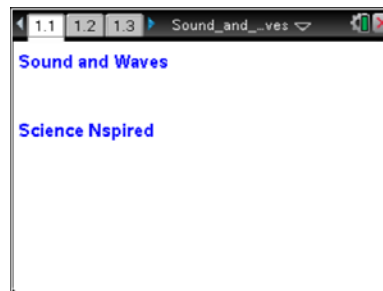 1.1 1.2 1.3 Sound_and_...ves
Sound and Waves
Science Nspired